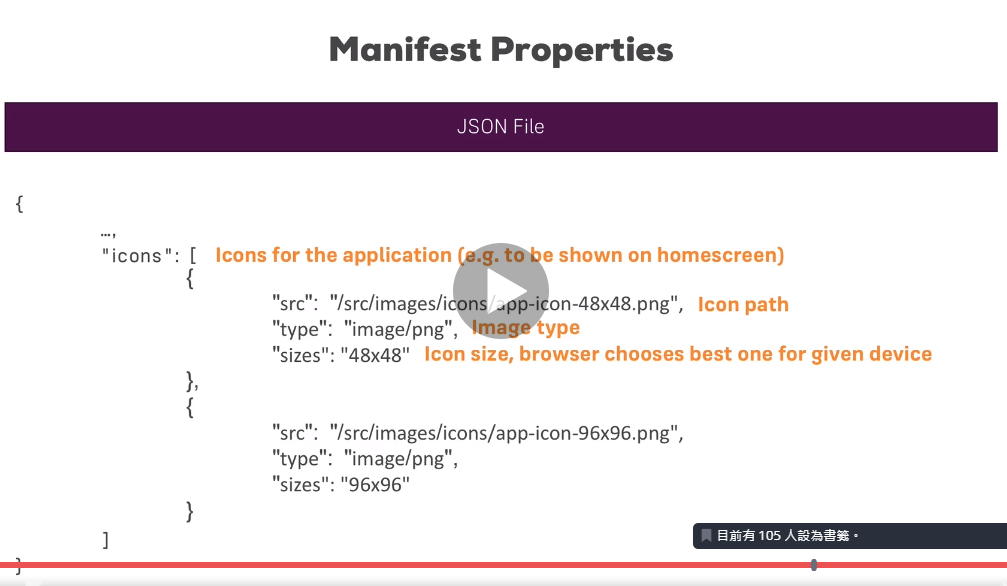 Manifest Properties
JSON File
{
…,
"icons": [ Icons for the application (e.g. to be shown on homescreen)
{
"src": "/src/images/icons/app-icon-48x48.png", Icon path
"type": "image/png", Image type
"sizes": "48x48" Icon size, browser chooses best one for given device
},
{
"src": "/src/images/icons/app-icon-96x96.png",
"type": "image/png",
"sizes": "96x96"
}
]
目前有 105 人設為書籤。
}